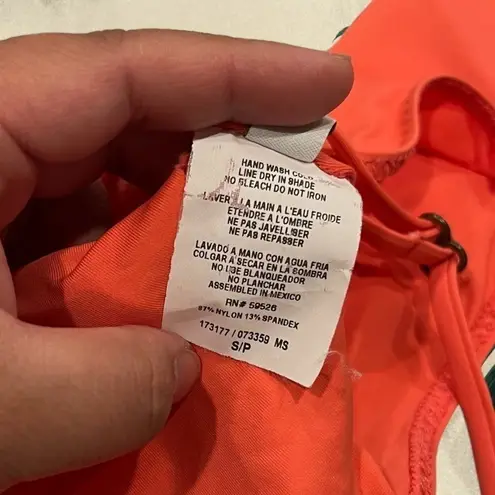 HAND WASH COLD
LINE DRY IN SHADE
NO BLEACH DO NOT IRON
LAVER LA MAIN A L'EAU FROIDE
ETENDRE A L'OMBRE
NE PAS JAVELLISER
NE PAS REPASSER
LAVADO A MANO CON AGUA FRIA
COLGAR A SECAR EN LA SOMBRA
NO USE BLANQUEADOR
NO PLANCHAR
ASSEMBLED IN MEXICO
RN# 59526
87% NYLON 13% SPANDEX
173177 / 073359 MS
S/P